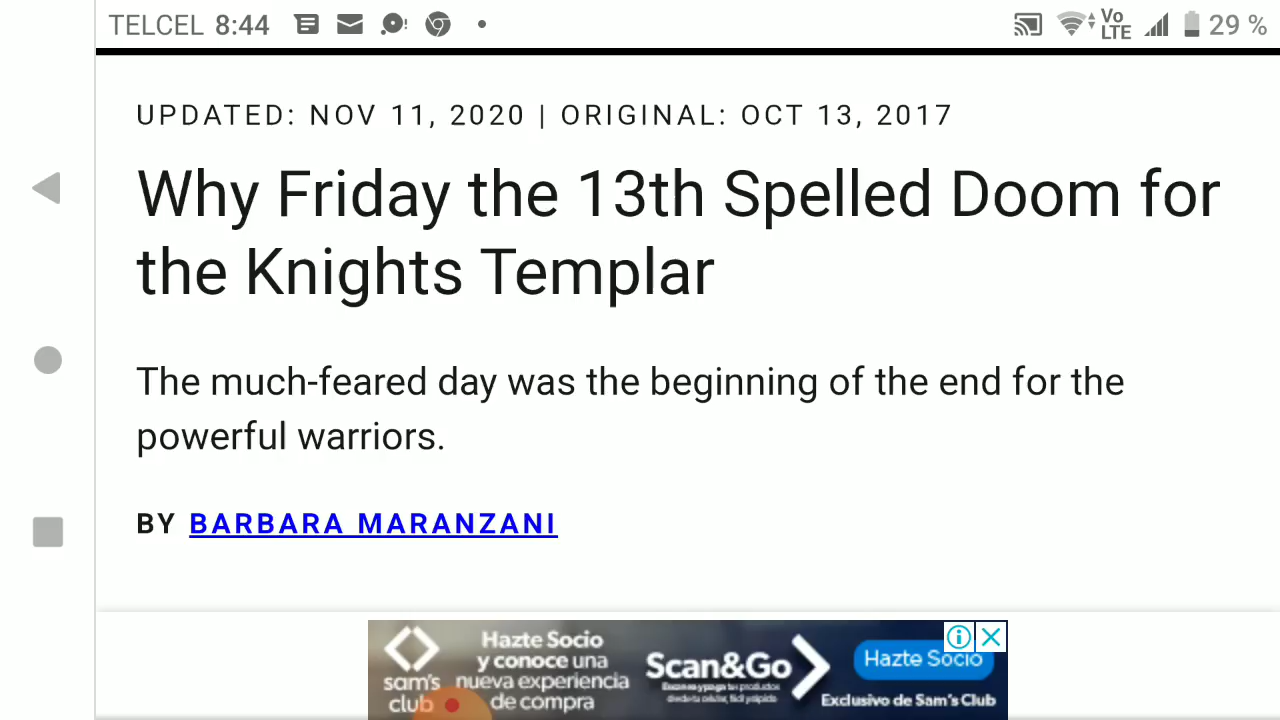 TELCEL 8:44
Vo LTE 29 %
UPDATED: NOV 11, 2020 | ORIGINAL: OCT 13, 2017
Why Friday the 13th Spelled Doom for
the Knights Templar
The much-feared day was the beginning of the end for the
powerful warriors.
BY BARBARA MARANZANI
sam's
club
Hazte Socio
y conoce una
nueva experiencia
de compra
Scan&Go
Hazte Socio
Exclusivo de Sam's Club